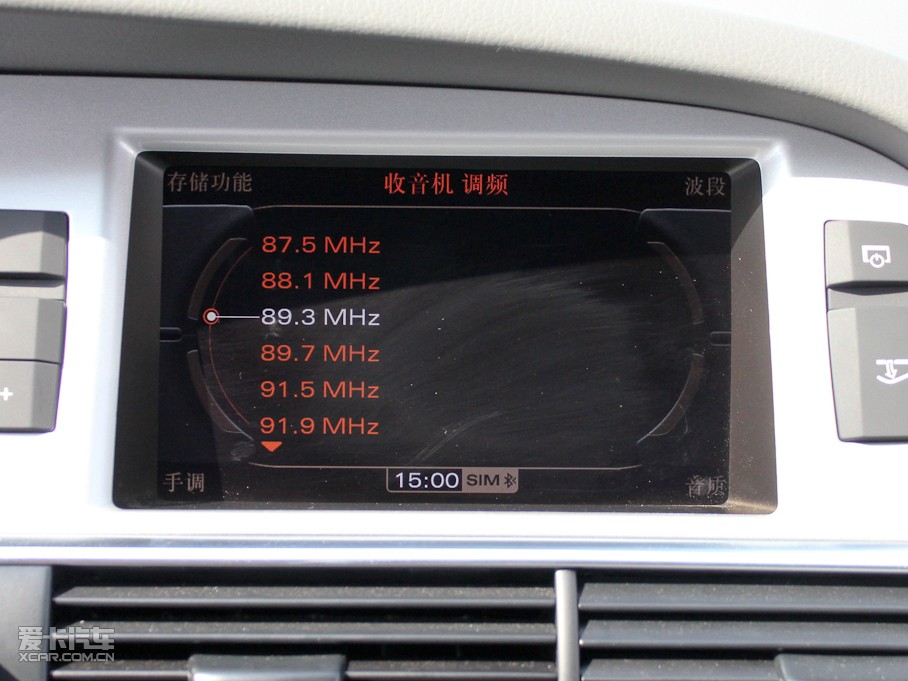 存储功能
收音机 调频
波段
87.5 MHz
88.1 MHz
89.3 MHz
89.7 MHz
91.5 MHz
91.9 MHz
手调
15:00 SIM
音质
+
爱卡汽车
XCAR.COM.CN